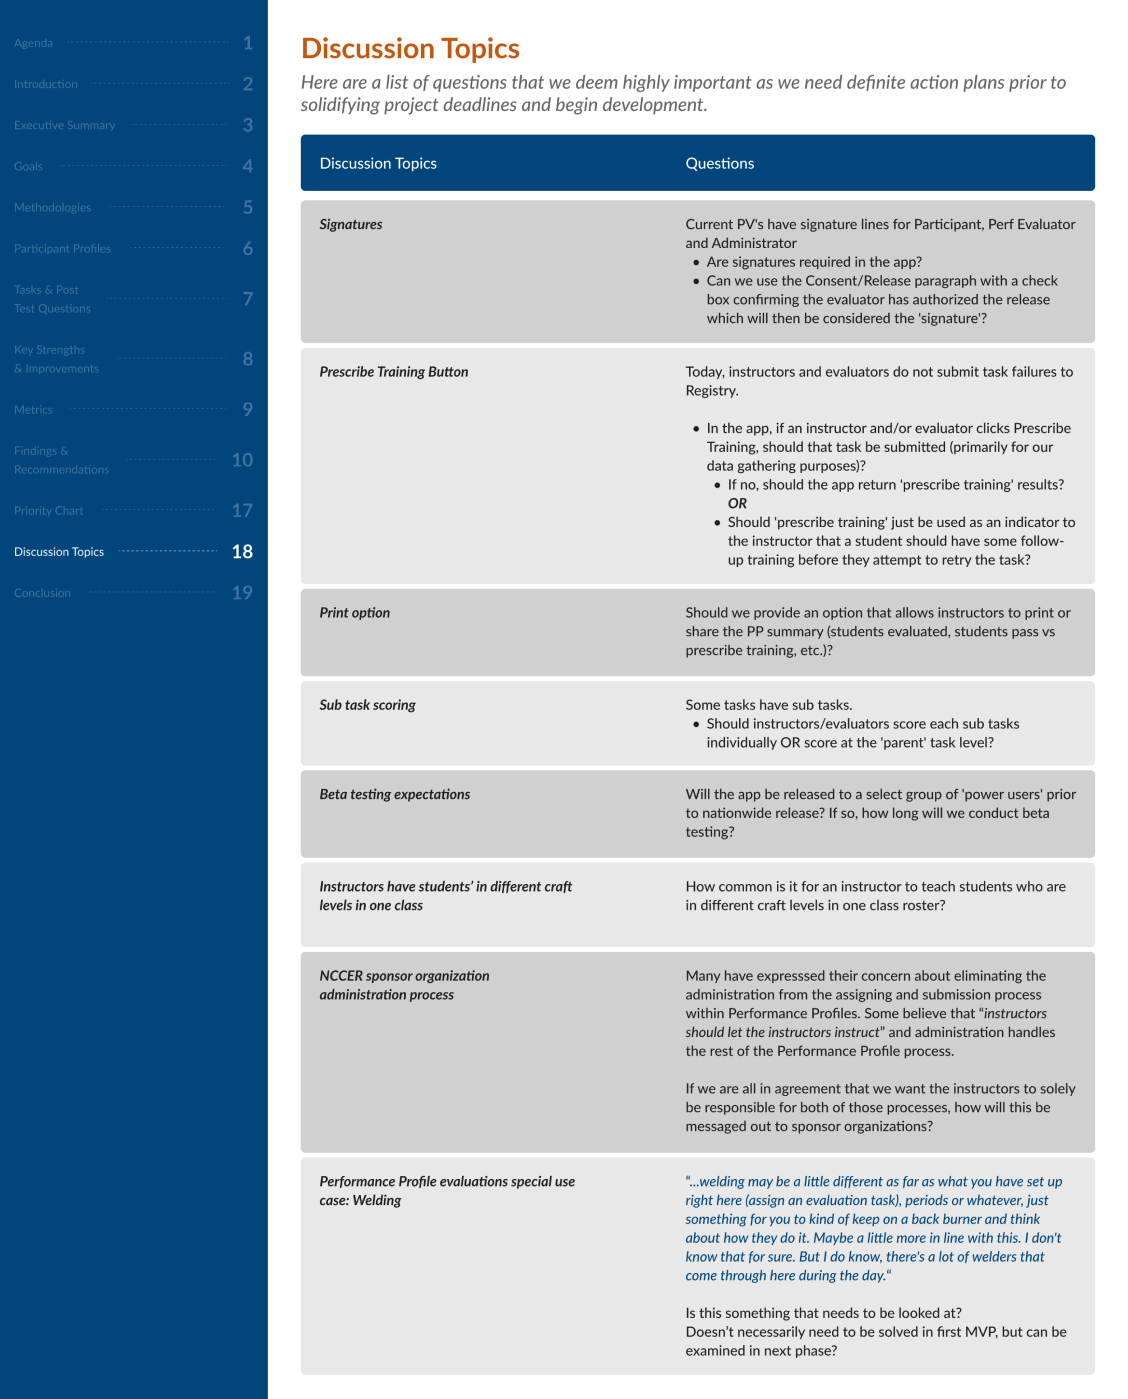 Agenda 1
Introduction 2
Executive Summary 3
Goals 4
Methodologies 5
Participant Profiles 6
Tasks & Post
Test Questions 7
Key Strengths
& Improvements 8
Metrics 9
Findings &
Recommendations 10
Priority Chart 17
Discussion Topics 18
Conclusion 19
Discussion Topics
Here are a list of questions that we deem highly important as we need definite action plans prior to
solidifying project deadlines and begin development.
Discussion Topics
Questions
Signatures
Current PV's have signature lines for Participant, Perf Evaluator
and Administrator
• Are signatures required in the app?
• Can we use the Consent/Release paragraph with a check
box confirming the evaluator has authorized the release
which will then be considered the 'signature'?
Prescribe Training Button
Today, instructors and evaluators do not submit task failures to
Registry.
• In the app, if an instructor and/or evaluator clicks Prescribe
Training, should that task be submitted (primarily for our
data gathering purposes)?
• If no, should the app return 'prescribe training' results?
OR
• Should 'prescribe training' just be used as an indicator to
the instructor that a student should have some follow-
up training before they attempt to retry the task?
Print option
Should we provide an option that allows instructors to print or
share the PP summary (students evaluated, students pass vs
prescribe training, etc.)?
Sub task scoring
Some tasks have sub tasks.
• Should instructors/evaluators score each sub tasks
individually OR score at the 'parent' task level?
Beta testing expectations
Will the app be released to a select group of 'power users' prior
to nationwide release? If so, how long will we conduct beta
testing?
Instructors have students’ in different craft
levels in one class
How common is it for an instructor to teach students who are
in different craft levels in one class roster?
NCCER sponsor organization
administration process
Many have expresssed their concern about eliminating the
administration from the assigning and submission process
within Performance Profiles. Some believe that “instructors
should let the instructors instruct” and administration handles
the rest of the Performance Profile process.
If we are all in agreement that we want the instructors to solely
be responsible for both of those processes, how will this be
messaged out to sponsor organizations?
Performance Profile evaluations special use
case: Welding
“...welding may be a little different as far as what you have set up
right here (assign an evaluation task), periods or whatever, just
something for you to kind of keep on a back burner and think
about how they do it. Maybe a little more in line with this. I don't
know that for sure. But I do know, there's a lot of welders that
come through here during the day.“
Is this something that needs to be looked at?
Doesn’t necessarily need to be solved in first MVP, but can be
examined in next phase?